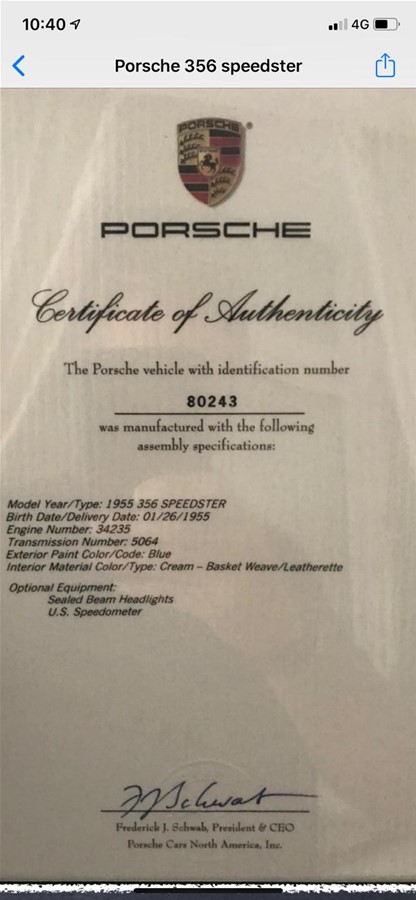 10:40
4G
Porsche 356 speedster
PORSCHE
PORSCHE
Certificate of Authenticity
The Porsche vehicle with identification number
80243
was manufactured with the following
assembly specifications:
Model Year/Type: 1955 356 SPEEDSTER
Birth Date/Delivery Date: 01/26/1955
Engine Number: 34235
Transmission Number: 5064
Exterior Paint Color/Code: Blue
Interior Material Color/Type: Cream – Basket Weave/Leatherette
Optional Equipment:
Sealed Beam Headlights
U.S. Speedometer
Frederick J. Schwab, President & CEO
Porsche Cars North America, Inc.